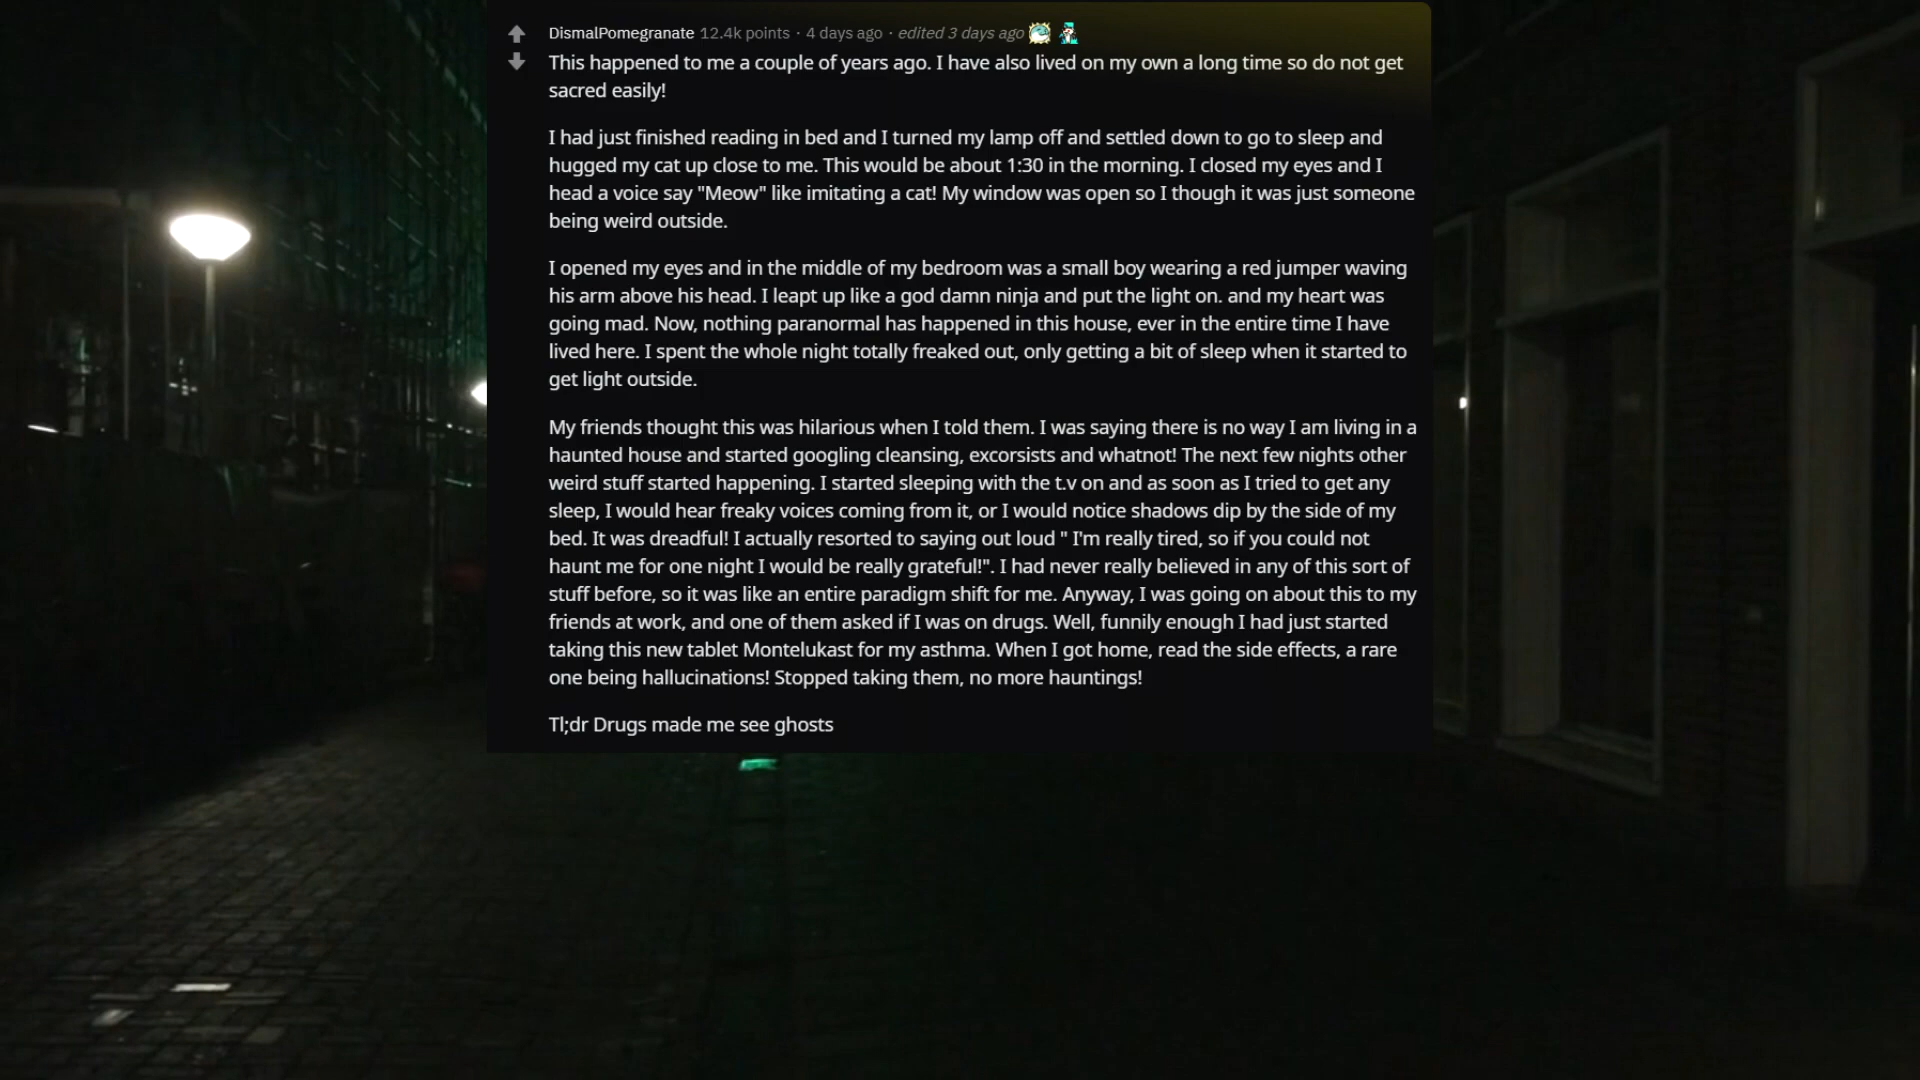 DismalPomegranate 12.4k points · 4 days ago · edited 3 days ago
This happened to me a couple of years ago. I have also lived on my own a long time so do not get
sacred easily!
I had just finished reading in bed and I turned my lamp off and settled down to go to sleep and
hugged my cat up close to me. This would be about 1:30 in the morning. I closed my eyes and I
head a voice say "Meow" like imitating a cat! My window was open so I though it was just someone
being weird outside.
I opened my eyes and in the middle of my bedroom was a small boy wearing a red jumper waving
his arm above his head. I leapt up like a god damn ninja and put the light on. and my heart was
going mad. Now, nothing paranormal has happened in this house, ever in the entire time I have
lived here. I spent the whole night totally freaked out, only getting a bit of sleep when it started to
get light outside.
My friends thought this was hilarious when I told them. I was saying there is no way I am living in a
haunted house and started googling cleansing, excorsists and whatnot! The next few nights other
weird stuff started happening. I started sleeping with the t.v on and as soon as I tried to get any
sleep, I would hear freaky voices coming from it, or I would notice shadows dip by the side of my
bed. It was dreadful! I actually resorted to saying out loud " I'm really tired, so if you could not
haunt me for one night I would be really grateful!". I had never really believed in any of this sort of
stuff before, so it was like an entire paradigm shift for me. Anyway, I was going on about this to my
friends at work, and one of them asked if I was on drugs. Well, funnily enough I had just started
taking this new tablet Montelukast for my asthma. When I got home, read the side effects, a rare
one being hallucinations! Stopped taking them, no more hauntings!
Tl;dr Drugs made me see ghosts